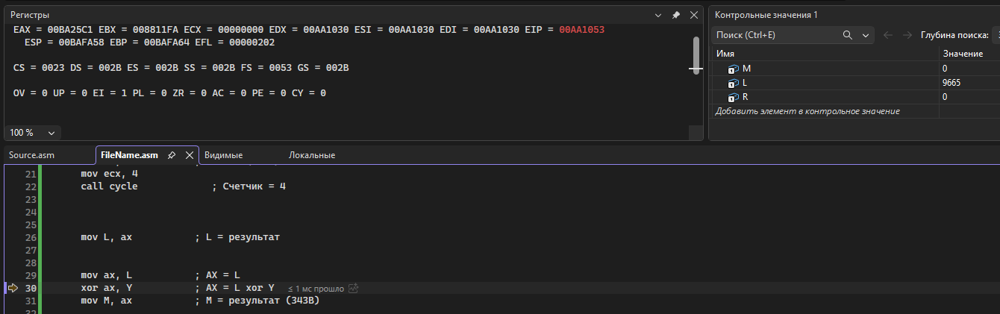 Регистры
EAX = 00BA25C1 EBX = 008811FA ECX = 00000000 EDX = 00AA1030 ESI = 00AA1030 EDI = 00AA1030 EIP = 00AA1053
ESP = 00BAFA58 EBP = 00BAFA64 EFL = 00000202
CS = 0023 DS = 002B ES = 002B SS = 002B FS = 0053 GS = 002B
OV = 0 UP = 0 EI = 1 PL = 0 ZR = 0 AC = 0 PE = 0 CY = 0
100 %
Контрольные значения 1
Поиск (Ctrl+E) Глубина поиска:
Имя Значение
M 0
L 9665
R 0
Добавить элемент в контрольное значение
Source.asm FileName.asm Видимые Локальные
21 mov ecx, 4
22 call cycle ; Счетчик = 4
23
24
25
26 mov L, ax ; L = результат
27
28
29 mov ax, L ; AX = L
30 xor ax, Y ; AX = L xor Y ≤ 1 мс прошло
31 mov M, ax ; M = результат (343B)